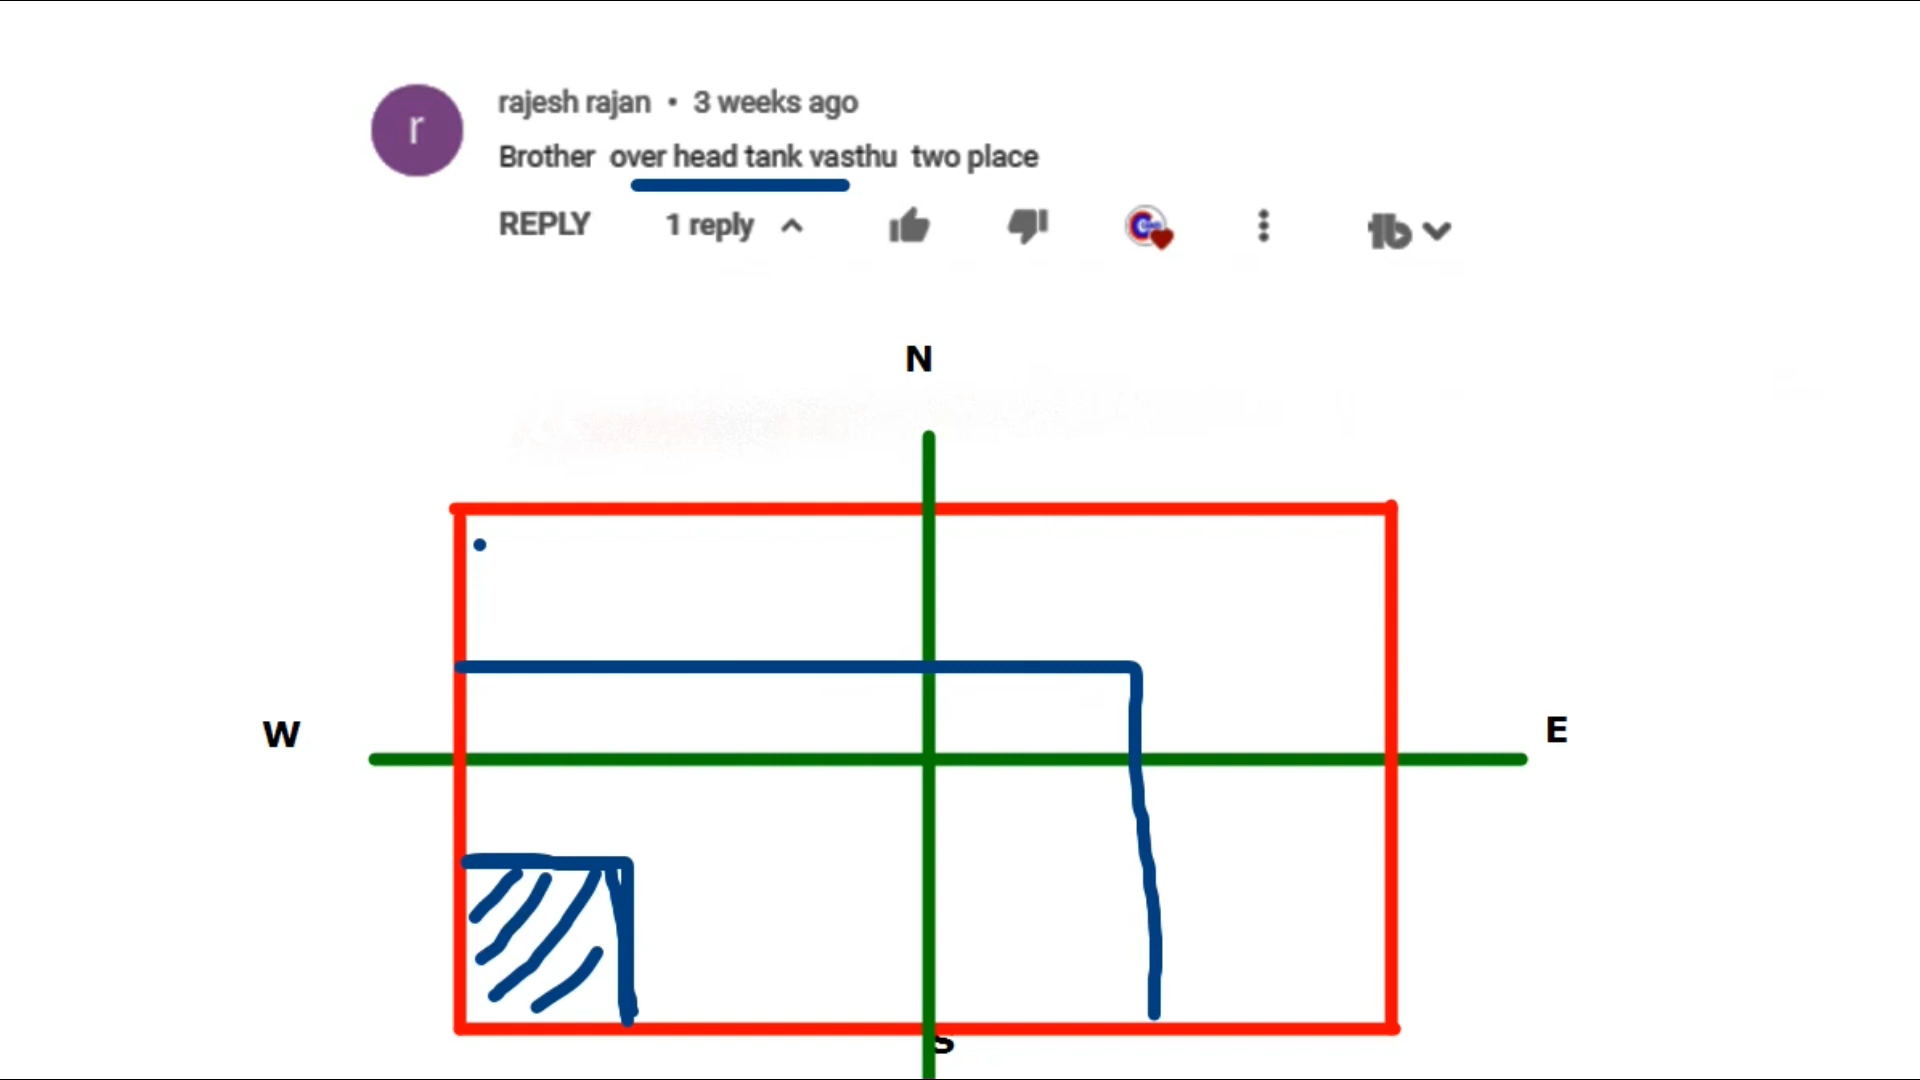 r
rajesh rajan • 3 weeks ago
Brother over head tank vasthu two place
REPLY 1 reply
N
W
E
S